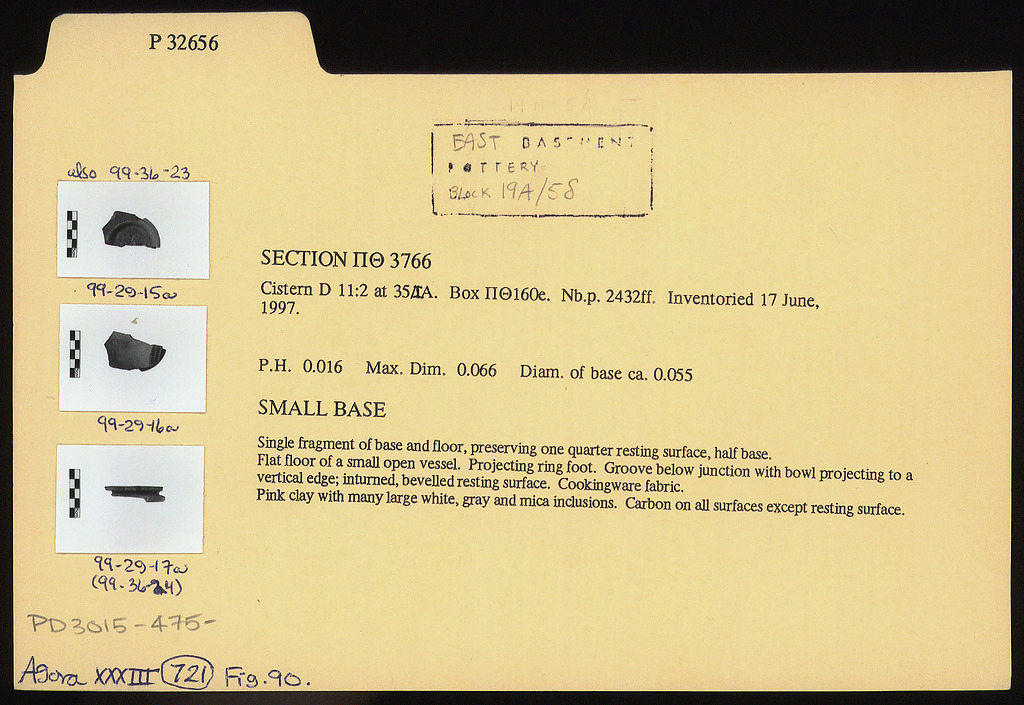 P 32656
EAST BASEMENT
POTTERY
BLOCK 19A/58
also 99-36-23
99-29-15a
99-29-16a
99-29-17a
(99-36-24)
SECTION ΠΘ 3766
Cistern D 11:2 at 35/ΣΤΑ. Box ΠΘ160e. Nb.p. 2432ff. Inventoried 17 June,
1997.
P.H. 0.016 Max. Dim. 0.066 Diam. of base ca. 0.055
SMALL BASE
Single fragment of base and floor, preserving one quarter resting surface, half base.
Flat floor of a small open vessel. Projecting ring foot. Groove below junction with bowl projecting to a
vertical edge; inturned, bevelled resting surface. Cookingware fabric.
Pink clay with many large white, gray and mica inclusions. Carbon on all surfaces except resting surface.
PD3015-475-
Agora XXXIII 721 Fig.90.